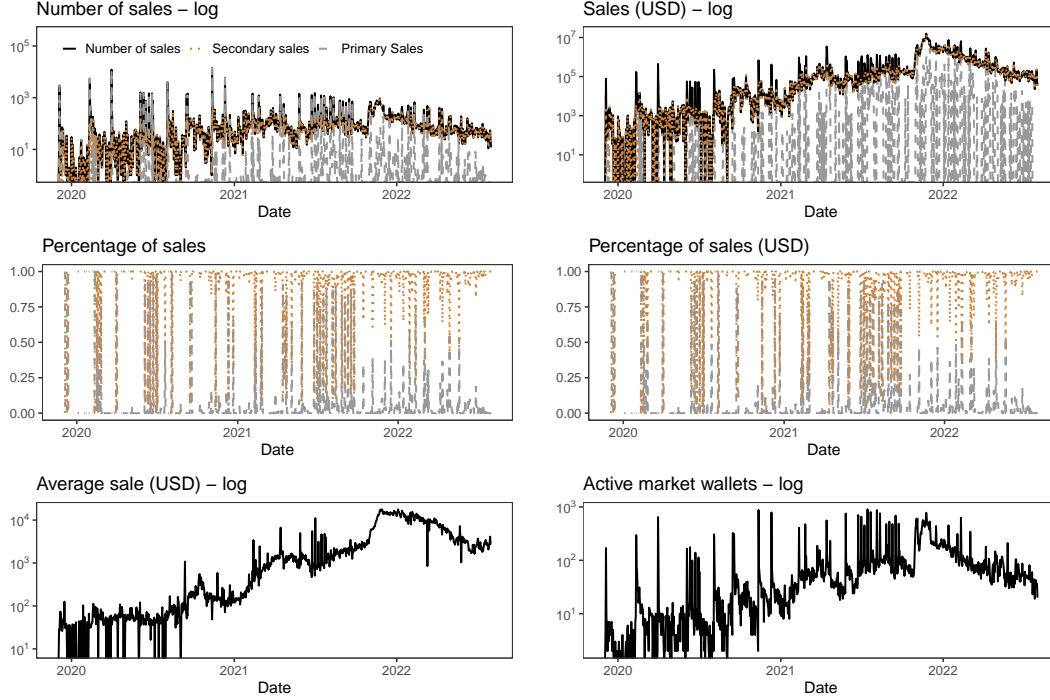 Number of sales – log
10^5
10^3
10^1
Number of sales Secondary sales Primary Sales
2020 2021 2022
Date
Sales (USD) – log
10^7
10^5
10^3
10^1
2020 2021 2022
Date
Percentage of sales
1.00
0.75
0.50
0.25
0.00
2020 2021 2022
Date
Percentage of sales (USD)
1.00
0.75
0.50
0.25
0.00
2020 2021 2022
Date
Average sale (USD) – log
10^4
10^3
10^2
10^1
2020 2021 2022
Date
Active market wallets – log
10^3
10^2
10^1
2020 2021 2022
Date